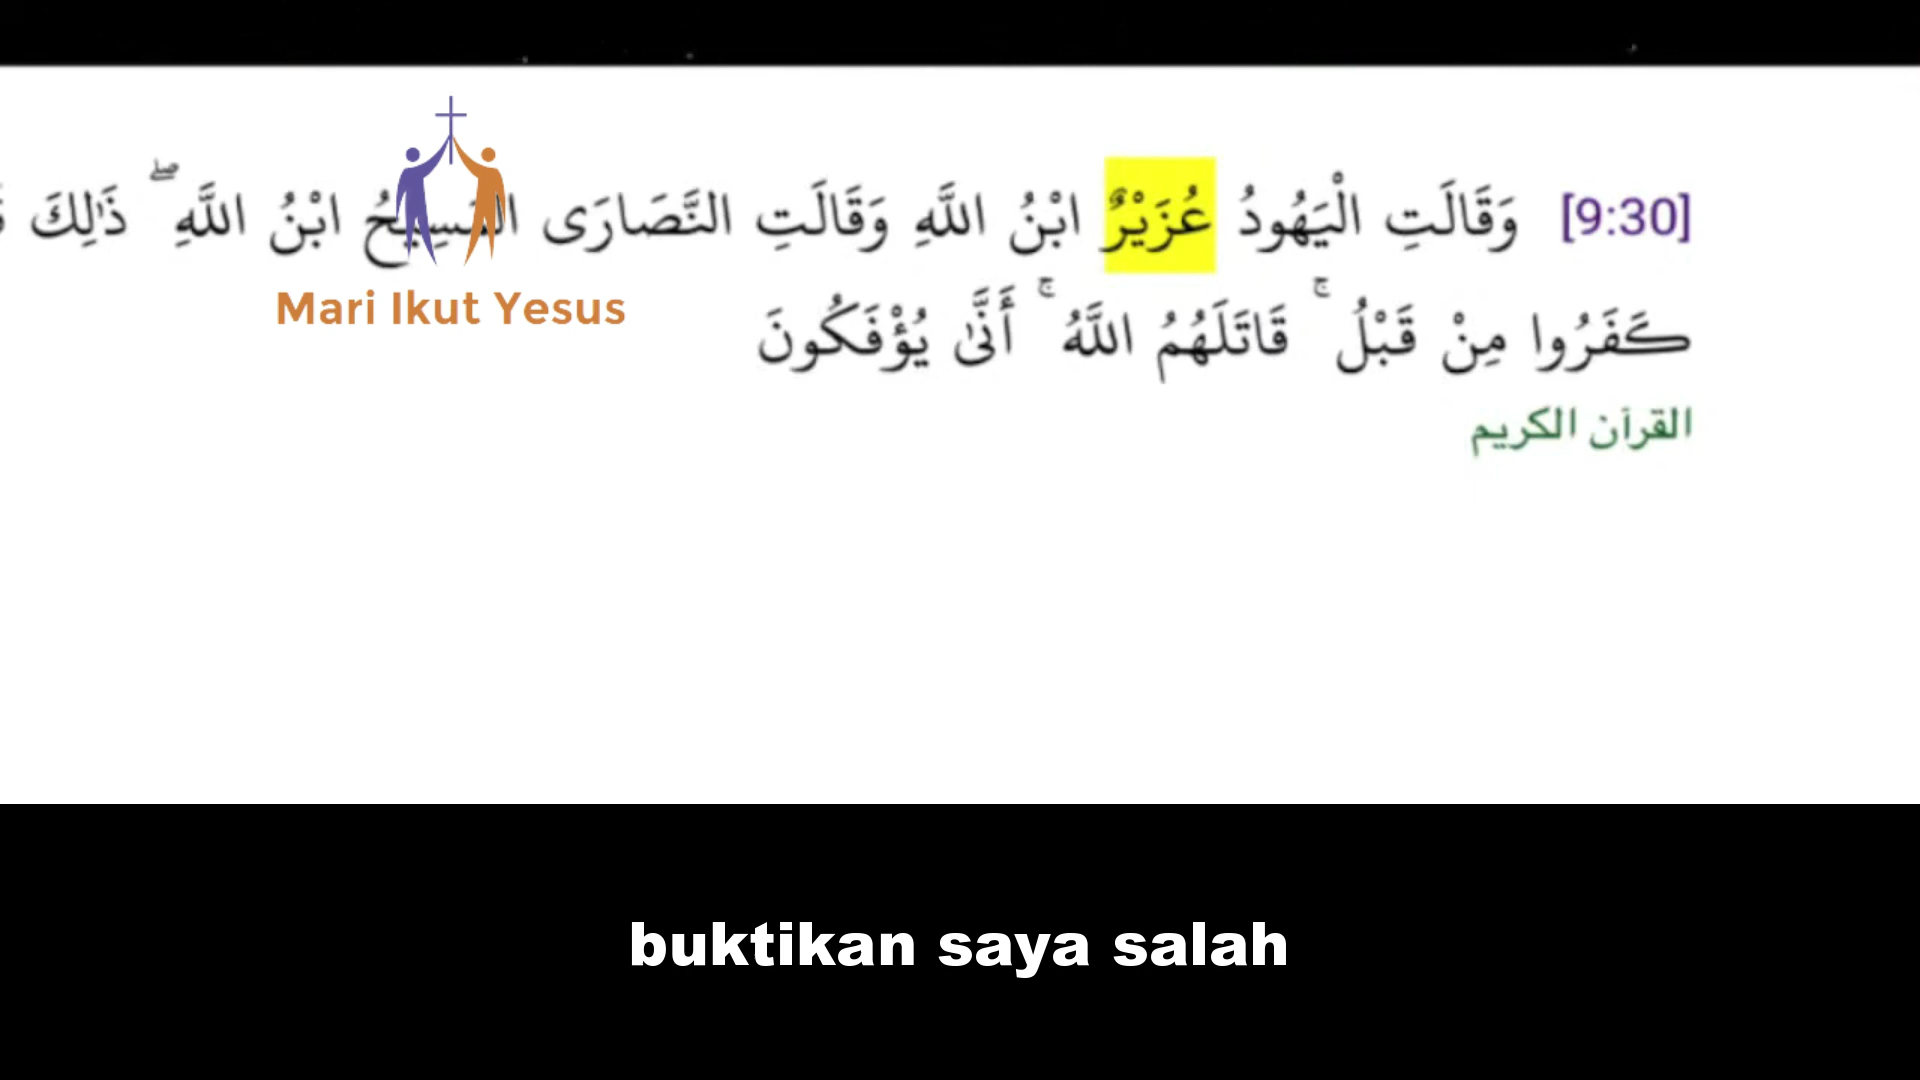 [9:30] وَقَالَتِ الْيَهُودُ عُزَيْرٌ ابْنُ اللَّهِ وَقَالَتِ النَّصَارَى الْمَسِيحُ ابْنُ اللَّهِ ۖ ذَٰلِكَ
كَفَرُوا مِنْ قَبْلُ ۚ قَاتَلَهُمُ اللَّهُ ۚ أَنَّىٰ يُؤْفَكُونَ
Mari Ikut Yesus
القرآن الكريم
buktikan saya salah